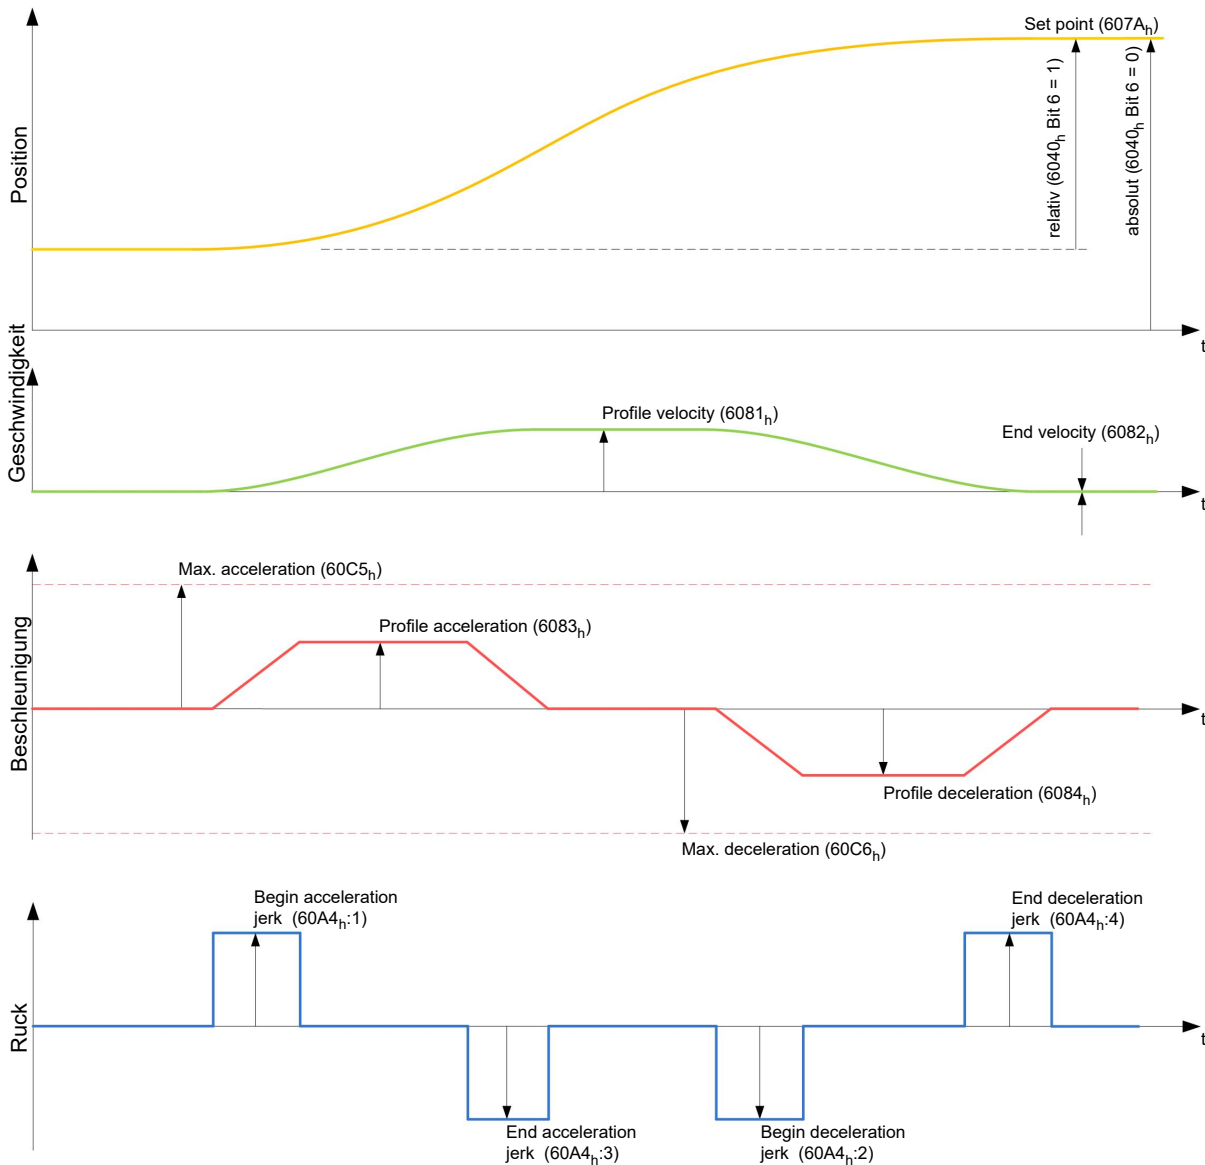 Position
Set point (607Ah)
relativ (6040h Bit 6 = 1)
absolut (6040h Bit 6 = 0)
t
Geschwindigkeit
Profile velocity (6081h)
End velocity (6082h)
t
Beschleunigung
Max. acceleration (60C5h)
Profile acceleration (6083h)
t
Profile deceleration (6084h)
Max. deceleration (60C6h)
Ruck
Begin acceleration
jerk (60A4h:1)
End deceleration
jerk (60A4h:4)
t
End acceleration
jerk (60A4h:3)
Begin deceleration
jerk (60A4h:2)